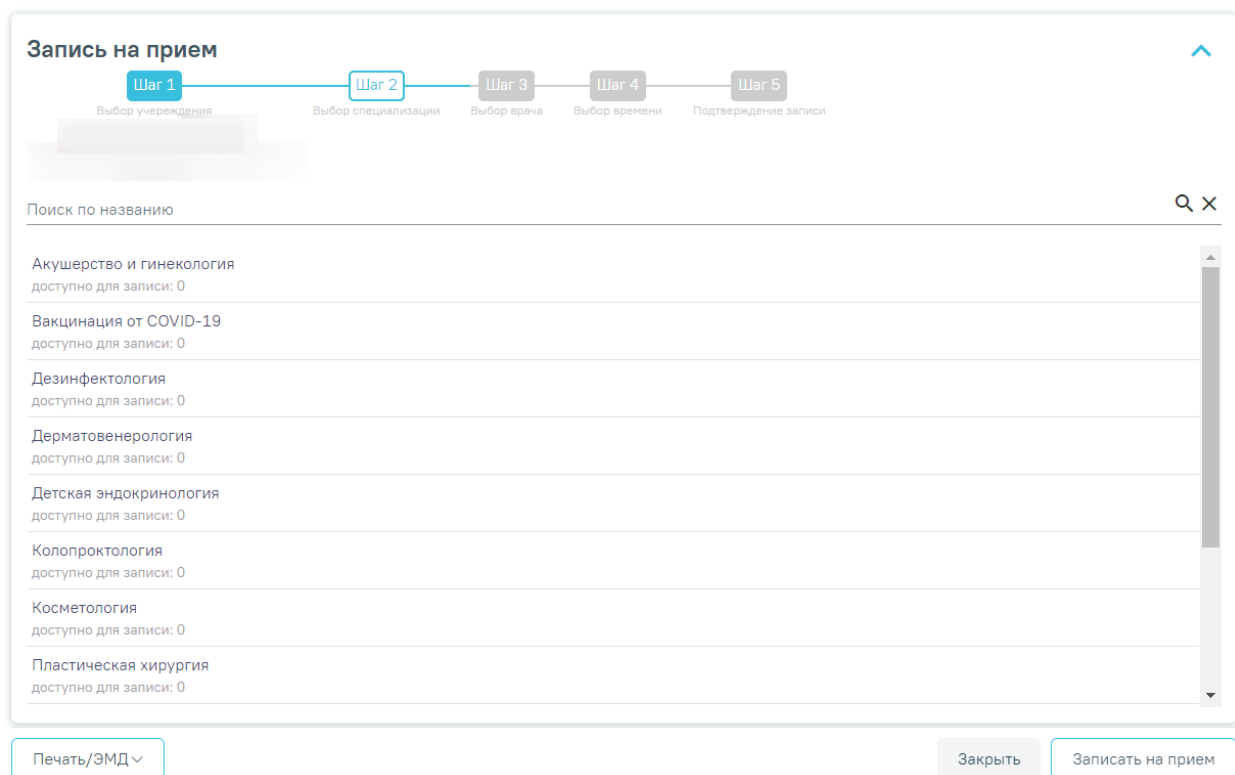 Запись на прием
Шаг 1 Шаг 2 Шаг 3 Шаг 4 Шаг 5
Выбор учереждения Выбор специализации Выбор врача Выбор времени Подтверждение записи
Поиск по названию
Акушерство и гинекология
доступно для записи: 0
Вакцинация от COVID-19
доступно для записи: 0
Дезинфектология
доступно для записи: 0
Дерматовенерология
доступно для записи: 0
Детская эндокринология
доступно для записи: 0
Колопроктология
доступно для записи: 0
Косметология
доступно для записи: 0
Пластическая хирургия
доступно для записи: 0
Печать/ЭМД Закрыть Записать на прием